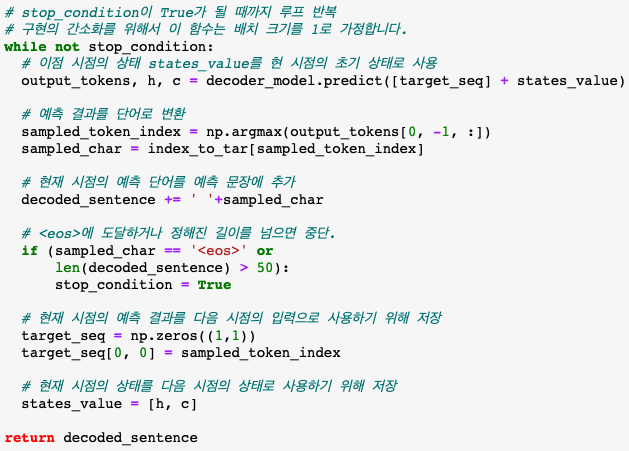 # stop_condition이 True가 될 때까지 루프 반복
# 구현의 간소화를 위해서 이 함수는 배치 크기를 1로 가정합니다.
while not stop_condition:
# 이점 시점의 상태 states_value를 현 시점의 초기 상태로 사용
output_tokens, h, c = decoder_model.predict([target_seq] + states_value)
# 예측 결과를 단어로 변환
sampled_token_index = np.argmax(output_tokens[0, -1, :])
sampled_char = index_to_tar[sampled_token_index]
# 현재 시점의 예측 단어를 예측 문장에 추가
decoded_sentence += ' '+sampled_char
# <eos>에 도달하거나 정해진 길이를 넘으면 중단.
if (sampled_char == '<eos>' or
len(decoded_sentence) > 50):
stop_condition = True
# 현재 시점의 예측 결과를 다음 시점의 입력으로 사용하기 위해 저장
target_seq = np.zeros((1,1))
target_seq[0, 0] = sampled_token_index
# 현재 시점의 상태를 다음 시점의 상태로 사용하기 위해 저장
states_value = [h, c]
return decoded_sentence